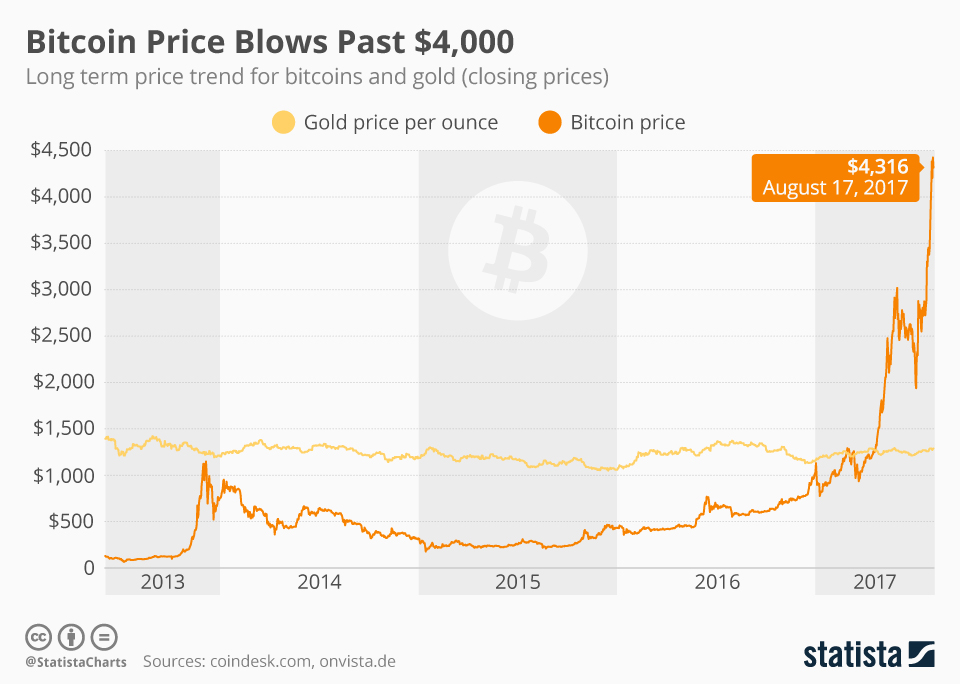 Bitcoin Price Blows Past $4,000
Long term price trend for bitcoins and gold (closing prices)
Gold price per ounce Bitcoin price
$4,500
$4,316
August 17, 2017
$4,000
$3,500
$3,000
$2,500
$2,000
$1,500
$1,000
$500
0
2013 2014 2015 2016 2017
@StatistaCharts Sources: coindesk.com, onvista.de
statista